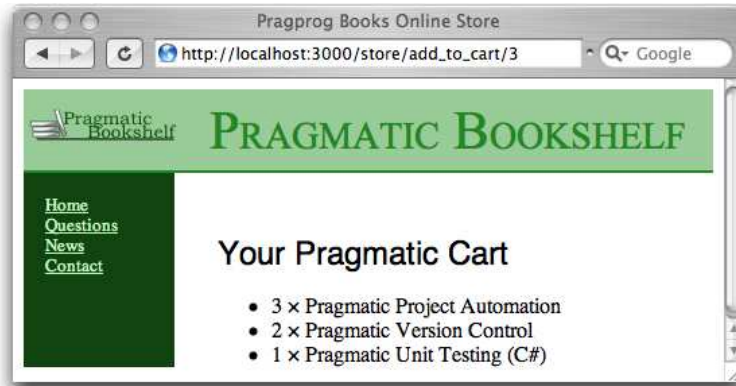 Pragprog Books Online Store
http://localhost:3000/store/add_to_cart/3
Google
Pragmatic
Bookshelf
PRAGMATIC BOOKSHELF
Home
Questions
News
Contact
Your Pragmatic Cart
• 3 × Pragmatic Project Automation
• 2 × Pragmatic Version Control
• 1 × Pragmatic Unit Testing (C#)